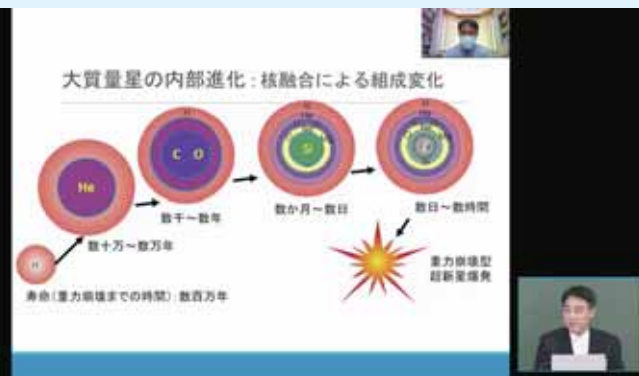 大質量星の内部進化：核融合による組成変化
H
He
C O
Si
数十万～数万年
数千～数年
数か月～数日
数日～数時間
重力崩壊型
超新星爆発
寿命（重力崩壊までの時間）：数百万年